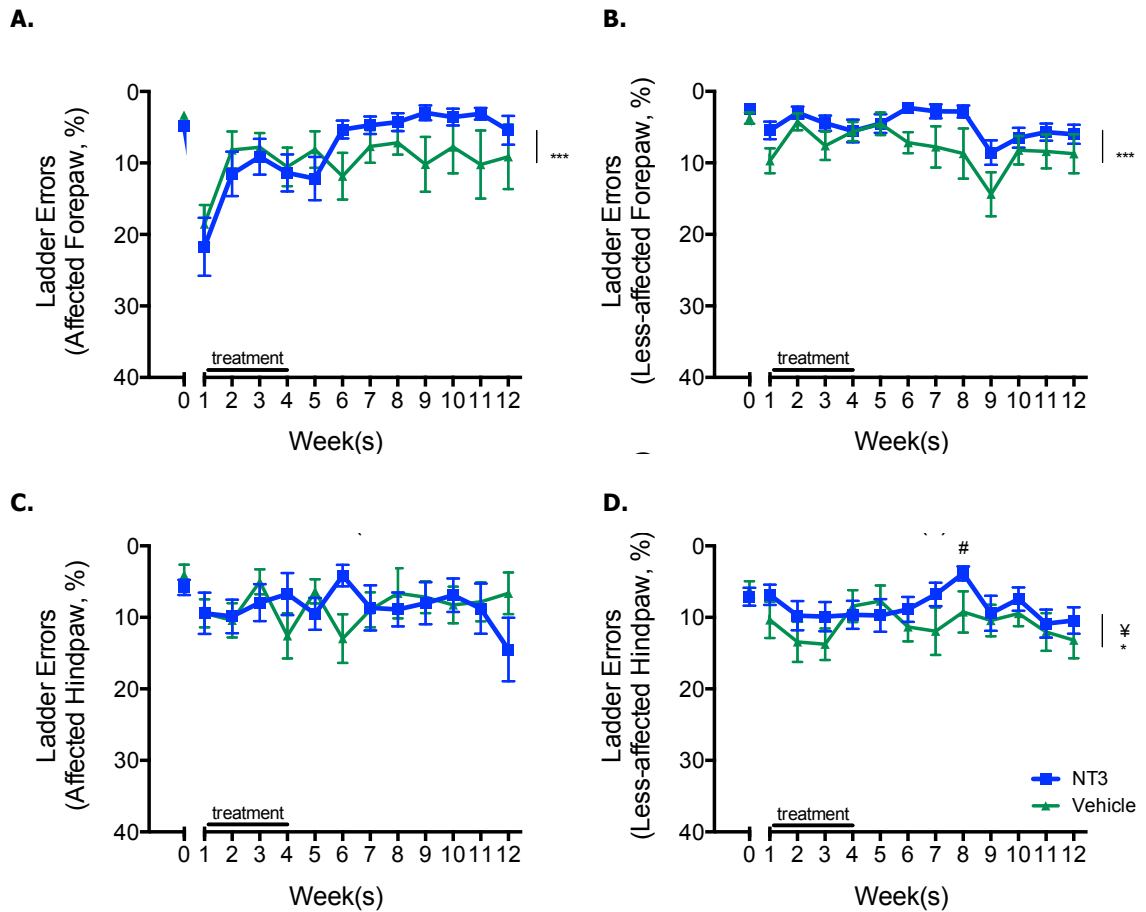 A.
Ladder Errors
(Affected Forepaw, %)
0
10
20
30
40
***
treatment
0 1 2 3 4 5 6 7 8 9 10 11 12
Week(s)
B.
Ladder Errors
(Less-affected Forepaw, %)
0
10
20
30
40
***
treatment
0 1 2 3 4 5 6 7 8 9 10 11 12
Week(s)
C.
Ladder Errors
(Affected Hindpaw, %)
0
10
20
30
40
treatment
0 1 2 3 4 5 6 7 8 9 10 11 12
Week(s)
D.
Ladder Errors
(Less-affected Hindpaw, %)
0
10
20
30
40
#
¥
*
NT3
Vehicle
treatment
0 1 2 3 4 5 6 7 8 9 10 11 12
Week(s)